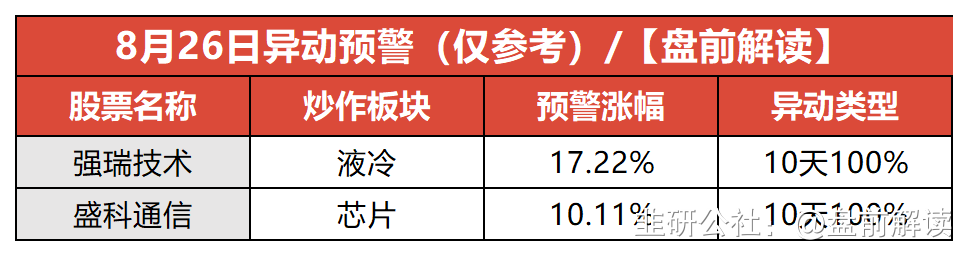 8月26日异动预警（仅参考）/【盘前解读】
股票名称 炒作板块 预警涨幅 异动类型
强瑞技术 液冷 17.22% 10天100%
盛科通信 芯片 10.11% 10天100%
韭研公社：@盘前解读